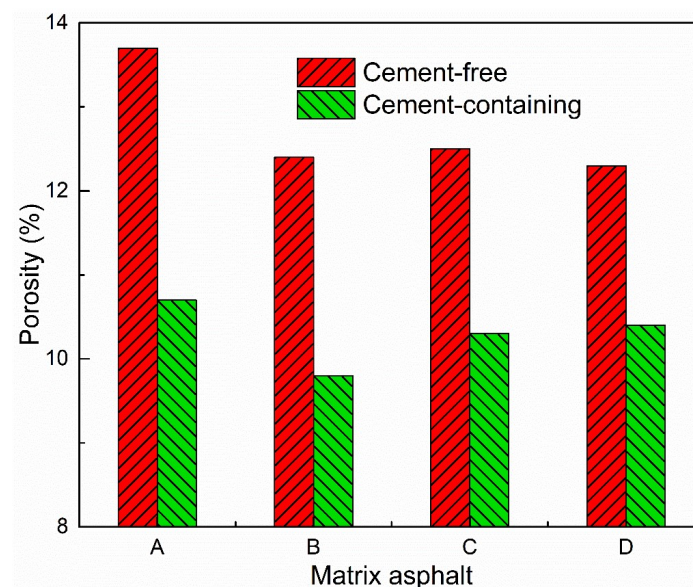 14
12
10
8
Porosity (%)
Cement-free
Cement-containing
A B C D
Matrix asphalt